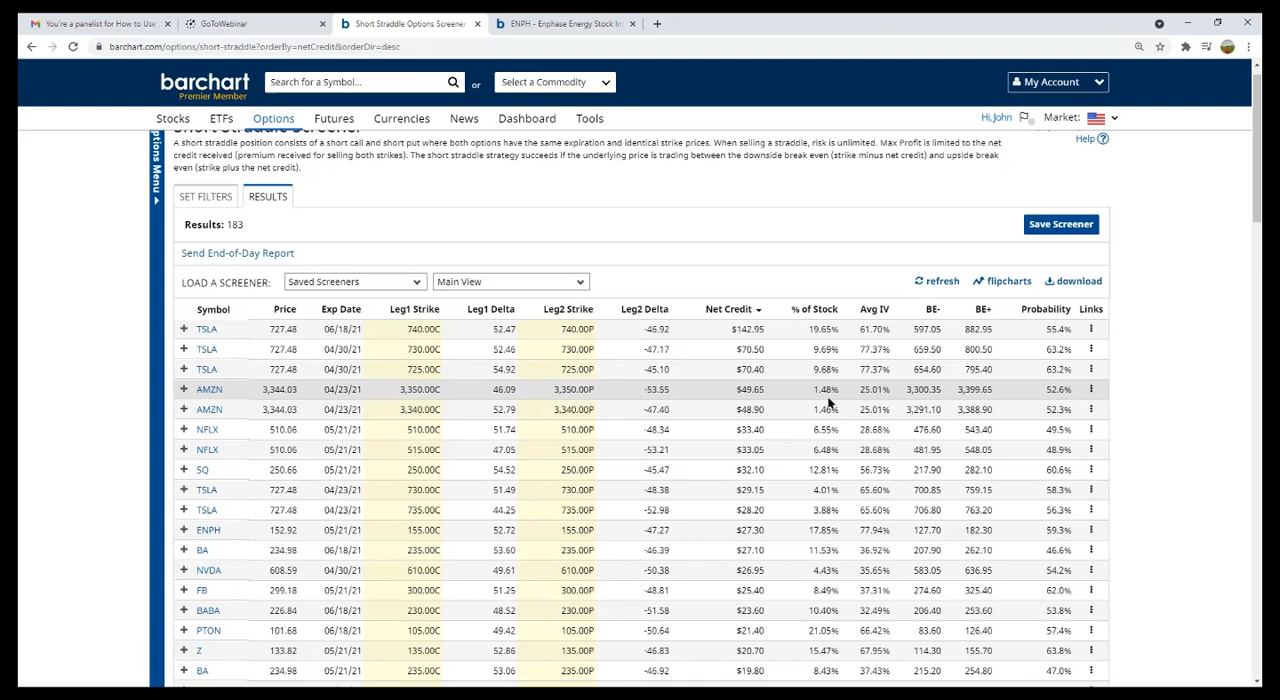 You're a panelist for How to Use
GoToWebinar
Short Straddle Options Screener
ENPH - Enphase Energy Stock In
barchart.com/options/short-straddle?orderBy=netCredit&orderDir=desc
barchart
Premier Member
Search for a Symbol...
or
Select a Commodity
My Account
Stocks ETFs Options Futures Currencies News Dashboard Tools
Hi, John
Market:
Short Straddle Screener
Help
A short straddle position consists of a short call and short put where both options have the same expiration and identical strike prices. When selling a straddle, risk is unlimited. Max Profit is limited to the net
credit received (premium received for selling both strikes). The short straddle strategy succeeds if the underlying price is trading between the downside break even (strike minus net credit) and upside break
even (strike plus the net credit).
ptions Menu
SET FILTERS RESULTS
Results: 183
Save Screener
Send End-of-Day Report
LOAD A SCREENER: Saved Screeners Main View refresh flipcharts download
Symbol Price Exp Date Leg1 Strike Leg1 Delta Leg2 Strike Leg2 Delta Net Credit % of Stock Avg IV BE- BE+ Probability Links
TSLA 727.48 06/18/21 740.00C 52.47 740.00P -46.92 $142.95 19.65% 61.70% 597.05 882.95 55.4%
TSLA 727.48 04/30/21 730.00C 52.46 730.00P -47.17 $70.50 9.69% 77.37% 659.50 800.50 63.2%
TSLA 727.48 04/30/21 725.00C 54.92 725.00P -45.10 $70.40 9.68% 77.37% 654.60 795.40 63.2%
AMZN 3,344.03 04/23/21 3,350.00C 46.09 3,350.00P -53.55 $49.65 1.48% 25.01% 3,300.35 3,399.65 52.6%
AMZN 3,344.03 04/23/21 3,340.00C 52.79 3,340.00P -47.40 $48.90 1.46% 25.01% 3,291.10 3,388.90 52.3%
NFLX 510.06 05/21/21 510.00C 51.74 510.00P -48.34 $33.40 6.55% 28.68% 476.60 543.40 49.5%
NFLX 510.06 05/21/21 515.00C 47.05 515.00P -53.21 $33.05 6.48% 28.68% 481.95 548.05 48.9%
SQ 250.66 05/21/21 250.00C 54.52 250.00P -45.47 $32.10 12.81% 56.73% 217.90 282.10 60.6%
TSLA 727.48 04/23/21 730.00C 51.49 730.00P -48.38 $29.15 4.01% 65.60% 700.85 759.15 58.3%
TSLA 727.48 04/23/21 735.00C 44.25 735.00P -52.98 $28.20 3.88% 65.60% 706.80 763.20 56.3%
ENPH 152.92 05/21/21 155.00C 52.72 155.00P -47.27 $27.30 17.85% 77.94% 127.70 182.30 59.3%
BA 234.98 06/18/21 235.00C 53.60 235.00P -46.39 $27.10 11.53% 36.92% 207.90 262.10 46.6%
NVDA 608.59 04/30/21 610.00C 49.61 610.00P -50.38 $26.95 4.43% 35.65% 583.05 636.95 54.2%
FB 299.18 05/21/21 300.00C 51.25 300.00P -48.81 $25.40 8.49% 37.31% 274.60 325.40 62.0%
BABA 226.84 06/18/21 230.00C 48.52 230.00P -51.58 $23.60 10.40% 32.49% 206.40 253.60 53.8%
PTON 101.68 06/18/21 105.00C 49.42 105.00P -50.64 $21.40 21.05% 66.42% 83.60 126.40 57.4%
Z 133.82 05/21/21 135.00C 52.86 135.00P -46.83 $20.70 15.47% 67.95% 114.30 155.70 63.8%
BA 234.98 05/21/21 235.00C 53.06 235.00P -46.92 $19.80 8.43% 37.43% 215.20 254.80 47.0%